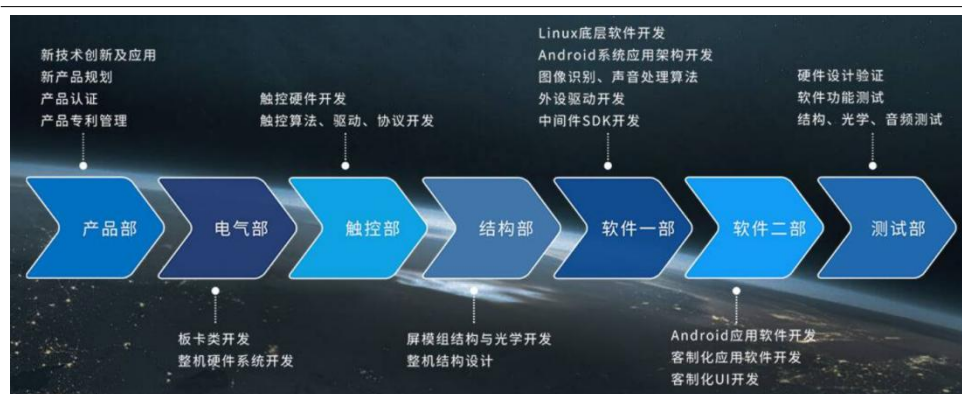 新技术创新及应用
新产品规划
产品认证
产品专利管理
触控硬件开发
触控算法、驱动、协议开发
Linux底层软件开发
Android系统应用架构开发
图像识别、声音处理算法
外设驱动开发
中间件SDK开发
硬件设计验证
软件功能测试
结构、光学、音频测试
产品部
电气部
触控部
结构部
软件一部
软件二部
测试部
板卡类开发
整机硬件系统开发
屏模组结构与光学开发
整机结构设计
Android应用软件开发
客制化应用软件开发
客制化UI开发